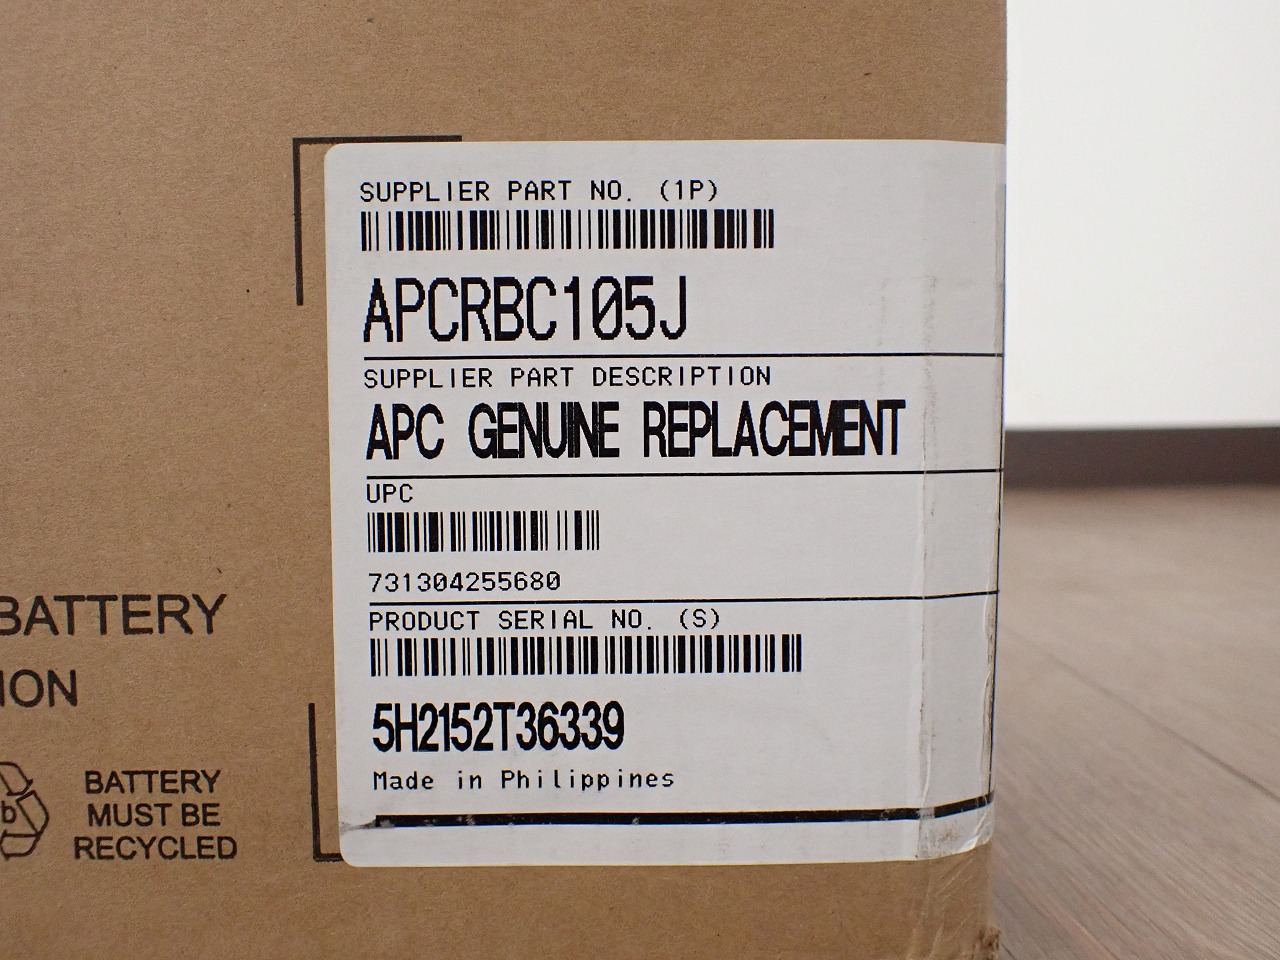 SUPPLIER PART NO. (1P)
APCRBC105J
SUPPLIER PART DESCRIPTION
APC GENUINE REPLACEMENT
UPC
731304255680
PRODUCT SERIAL NO. (S)
5H2152T36339
Made in Philippines
BATTERY
ION
b
BATTERY
MUST BE
RECYCLED